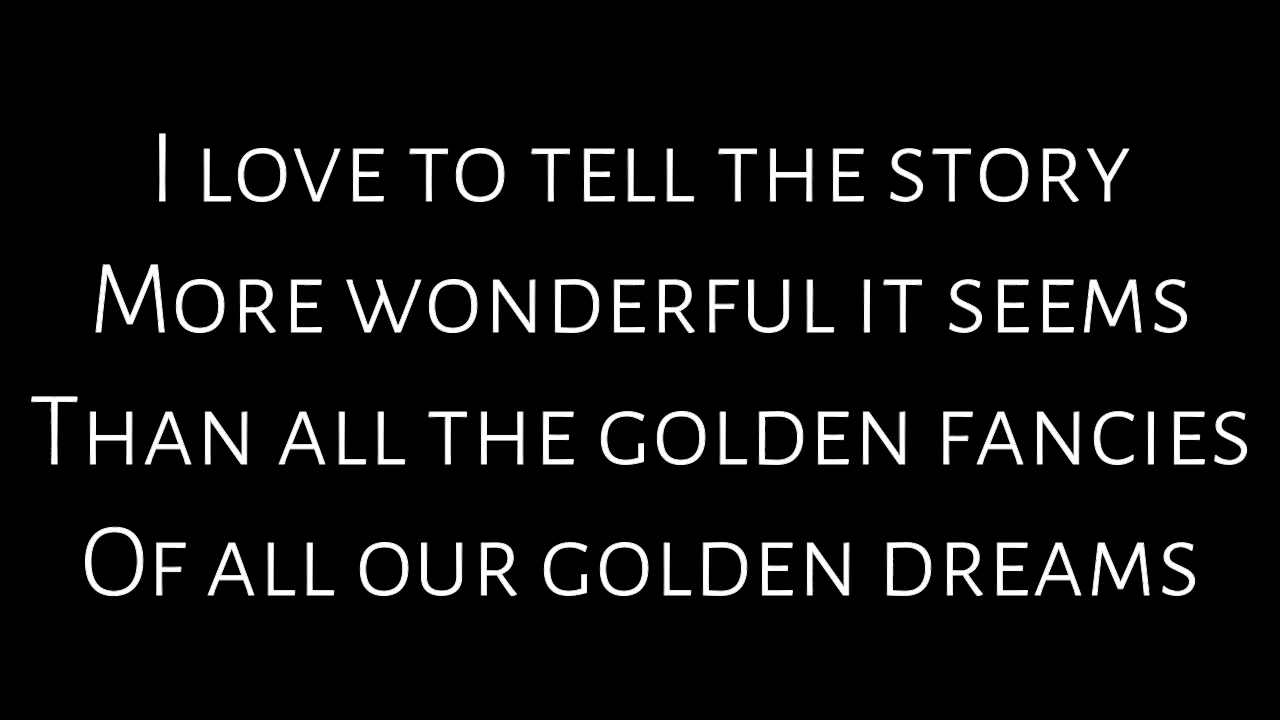 I love to tell the story
More wonderful it seems
Than all the golden fancies
Of all our golden dreams